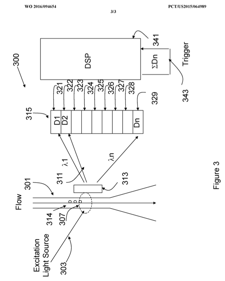 WO 2016/094654
PCT/US2015/064909
2/3
300
315
D1
D2
Dn
321
322
323
324
325
326
327
328
329
DSP
341
ΣDn
Trigger
343
Flow
301
314
307
311
λ1
λn
313
Excitation
Light Source
303
Figure 3